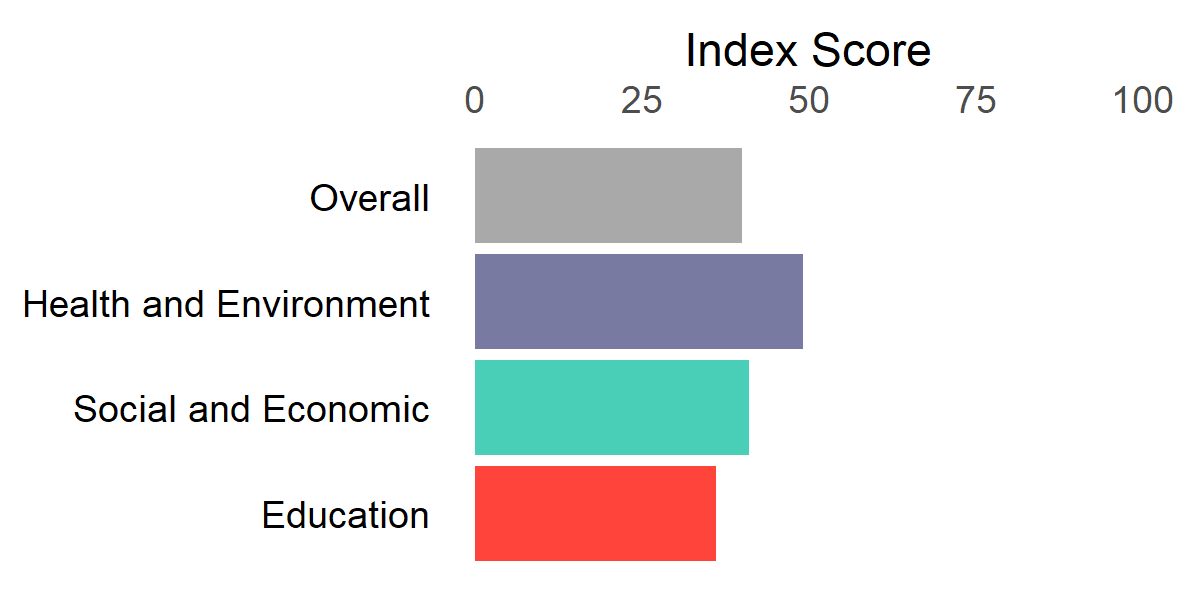 Index Score
0 25 50 75 100
Overall
Health and Environment
Social and Economic
Education